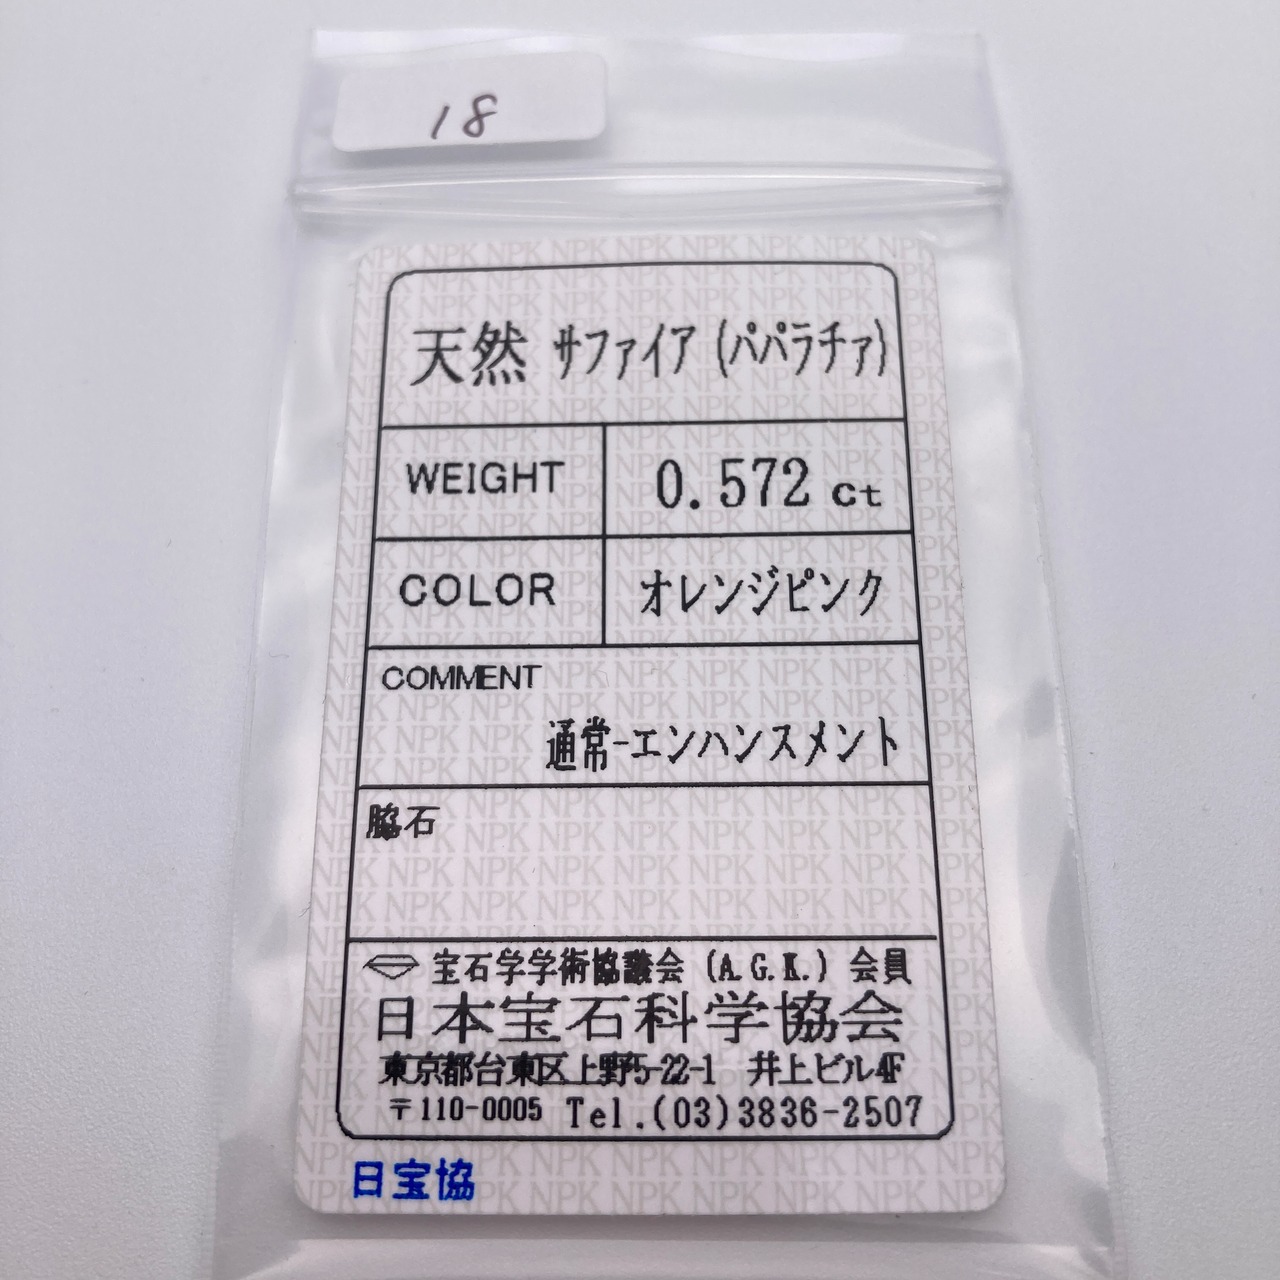 18
天然 サファイア (パパラチァ)
WEIGHT 0.572 ct
COLOR オレンジピンク
COMMENT
通常-エンハンスメント
脇石
宝石学学術協議会 (A.G.K.) 会員
日本宝石科学協会
東京都台東区上野5-22-1 井上ビル4F
〒110-0005 Tel.(03)3836-2507
日宝協